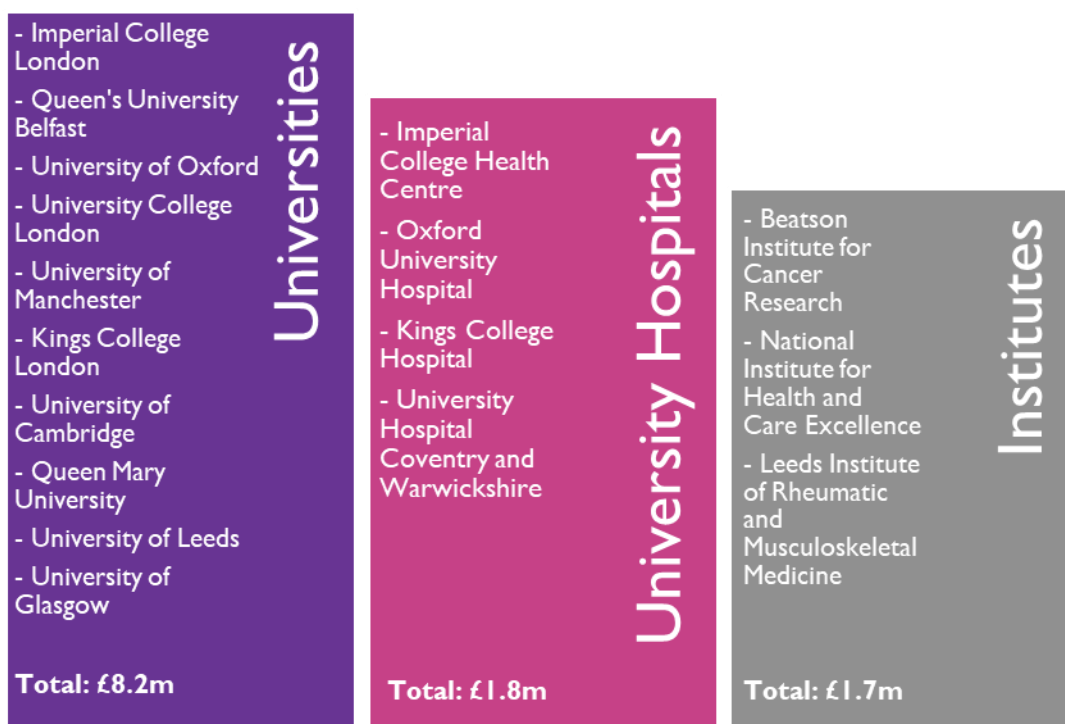 - Imperial College
London
- Queen's University
Belfast
- University of Oxford
- University College
London
- University of
Manchester
- Kings College
London
- University of
Cambridge
- Queen Mary
University
- University of Leeds
- University of
Glasgow
Total: £8.2m
Universities
- Imperial
College Health
Centre
- Oxford
University
Hospital
- Kings College
Hospital
- University
Hospital
Coventry and
Warwickshire
Total: £1.8m
University Hospitals
- Beatson
Institute for
Cancer
Research
- National
Institute for
Health and
Care Excellence
- Leeds Institute
of Rheumatic
and
Musculoskeletal
Medicine
Total: £1.7m
Institutes